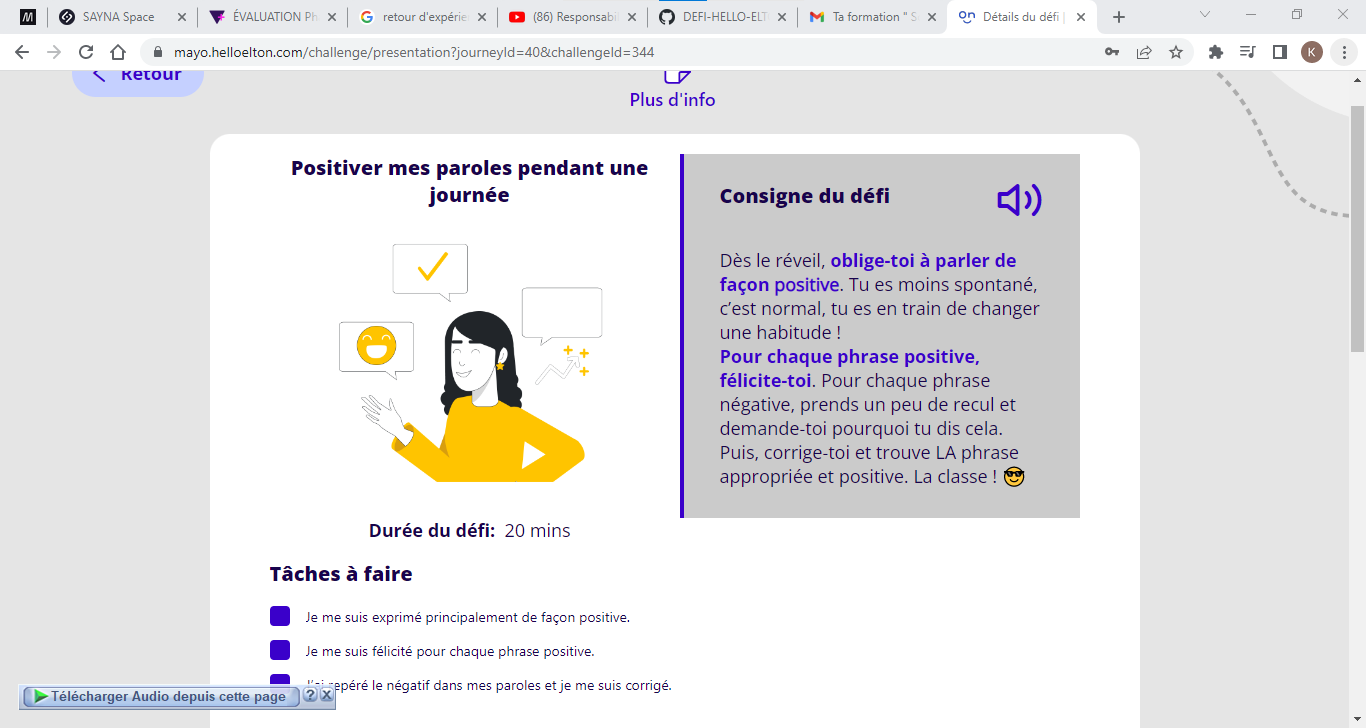 SAYNA Space
ÉVALUATION Ph
retour d'expérie
(86) Responsabi
DEFI-HELLO-ELT
Ta formation " S
Détails du défi |
mayo.helloelton.com/challenge/presentation?journeyId=40&challengeId=344
K
Retour
Plus d'info
Positiver mes paroles pendant une
journée
Consigne du défi
Dès le réveil, oblige-toi à parler de
façon positive. Tu es moins spontané,
c'est normal, tu es en train de changer
une habitude !
Pour chaque phrase positive,
félicite-toi. Pour chaque phrase
négative, prends un peu de recul et
demande-toi pourquoi tu dis cela.
Puis, corrige-toi et trouve LA phrase
appropriée et positive. La classe ! 😎
Durée du défi: 20 mins
Tâches à faire
Je me suis exprimé principalement de façon positive.
Je me suis félicité pour chaque phrase positive.
J'ai repéré le négatif dans mes paroles et je me suis corrigé.
Télécharger Audio depuis cette page